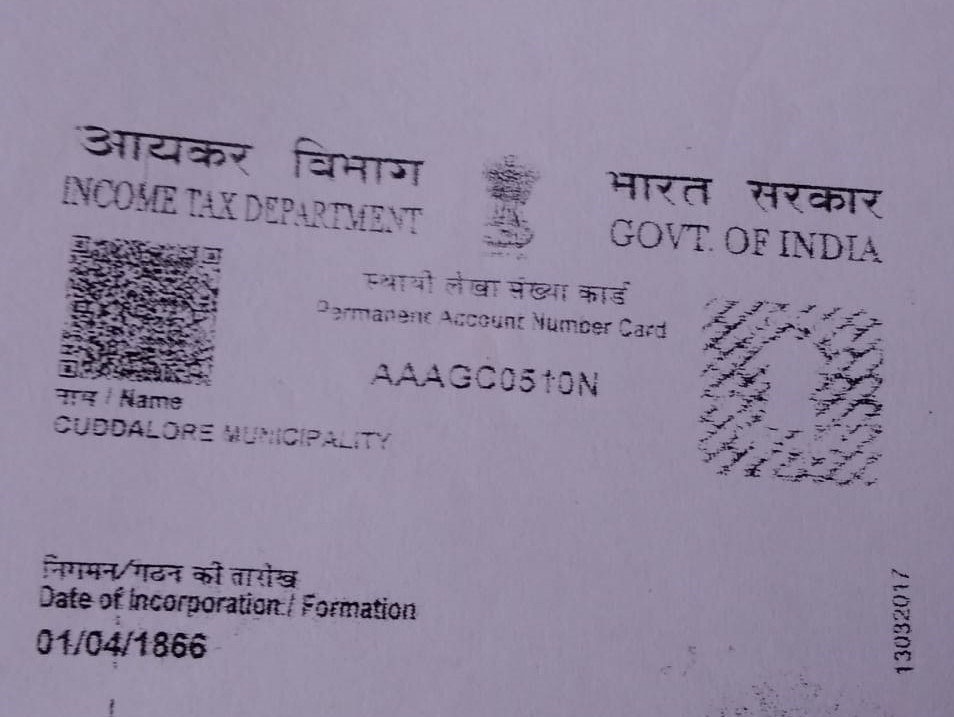 आयकर विभाग
INCOME TAX DEPARTMENT
भारत सरकार
GOVT. OF INDIA
स्थायी लेखा संख्या कार्ड
Permanent Account Number Card
AAAGC0510N
नाम / Name
CUDDALORE MUNICIPALITY
निगमन/गठन की तारीख
Date of Incorporation / Formation
01/04/1866
13032017